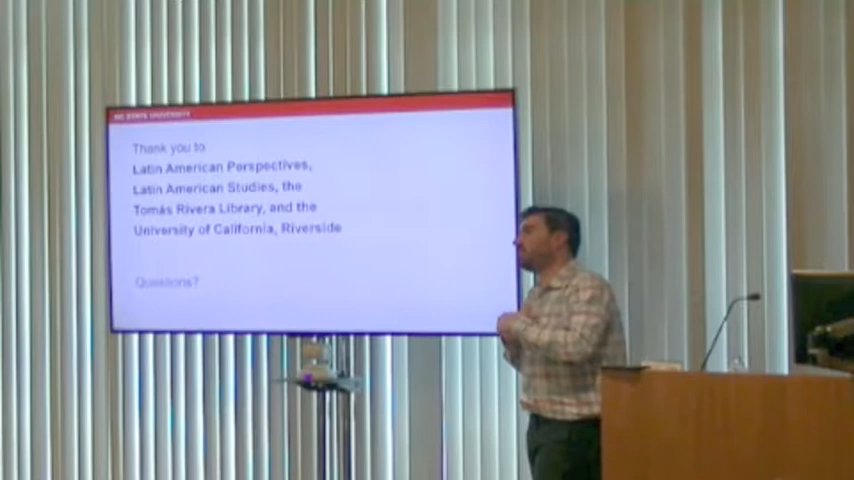 NC STATE UNIVERSITY
Thank you to
Latin American Perspectives,
Latin American Studies, the
Tomás Rivera Library, and the
University of California, Riverside
Questions?